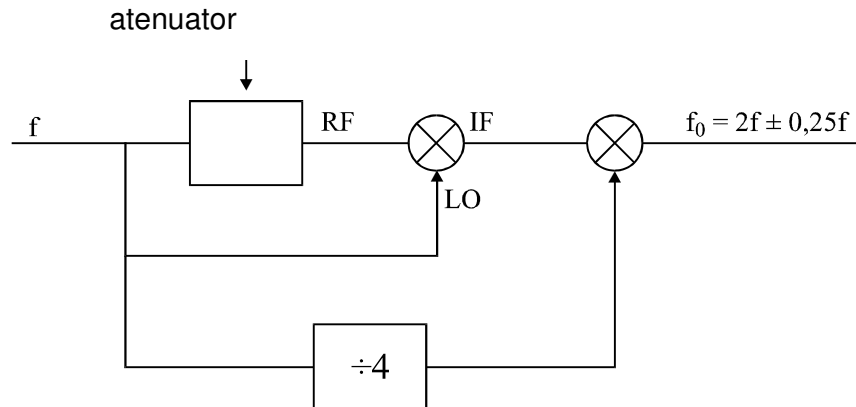 atenuator
f
RF
IF
f₀ = 2f ± 0,25f
LO
÷4